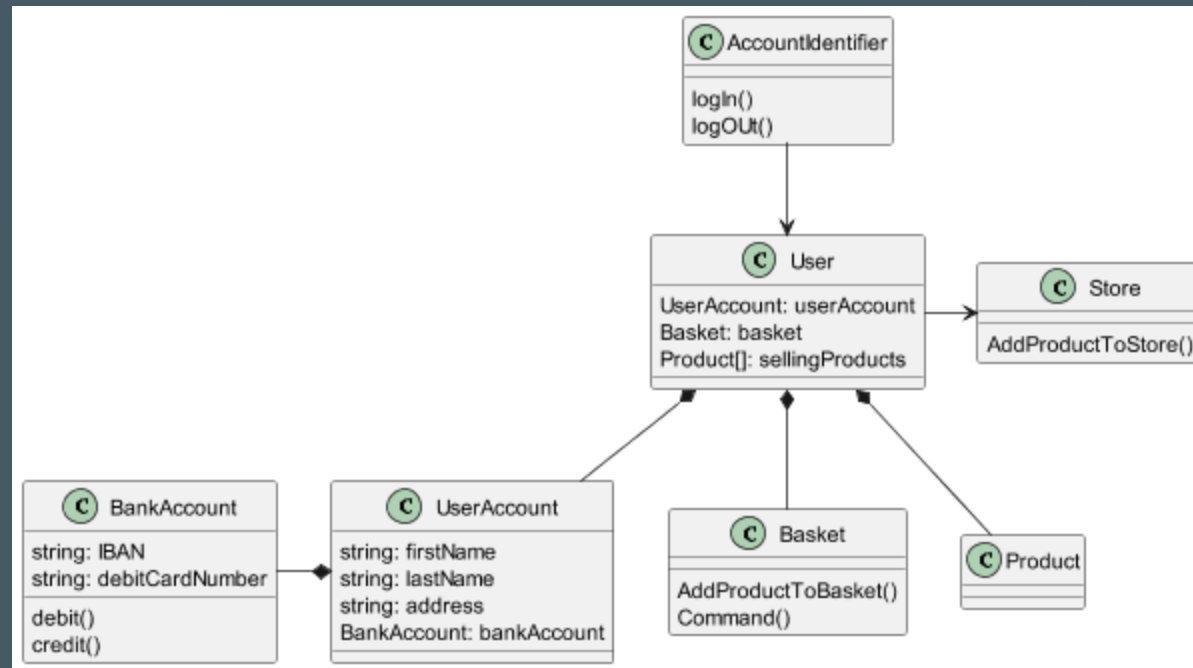 C AccountIdentifier
logIn()
logOUt()
C User
UserAccount: userAccount
Basket: basket
Product[]: sellingProducts
C Store
AddProductToStore()
C BankAccount
string: IBAN
string: debitCardNumber
debit()
credit()
C UserAccount
string: firstName
string: lastName
string: address
BankAccount: bankAccount
C Basket
AddProductToBasket()
Command()
C Product